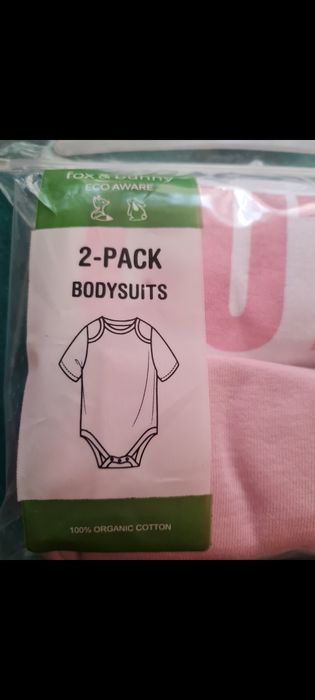 fox & bunny
ECO AWARE
2-PACK
BODYSUITS
100% ORGANIC COTTON